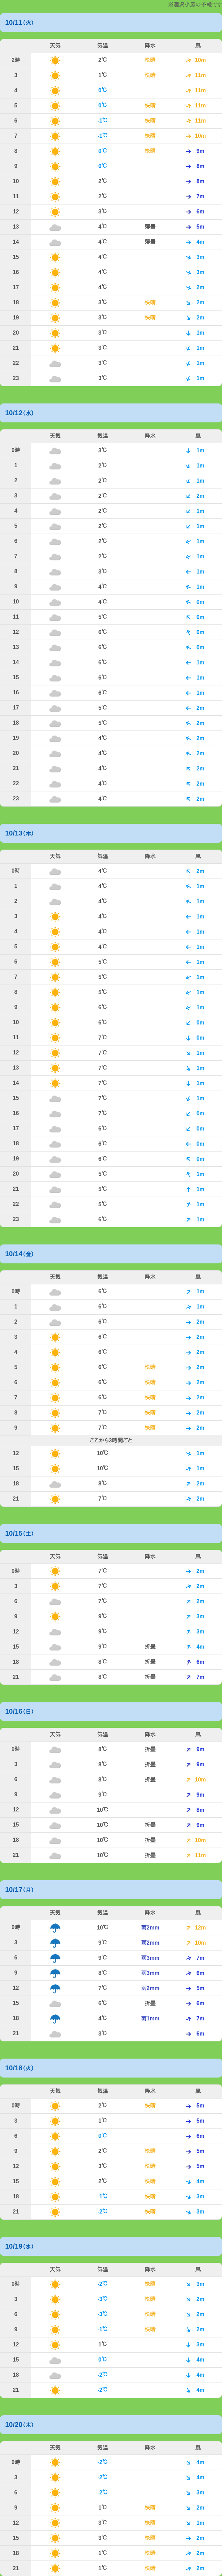 ※箇所小屋の予報です
10/11(火)
天気 気温 降水 風
2時 2℃ 快晴 10m
3 1℃ 快晴 11m
4 0℃ 11m
5 0℃ 快晴 11m
6 -1℃ 快晴 11m
7 -1℃ 快晴 10m
8 0℃ 快晴 9m
9 0℃ 8m
10 2℃ 8m
11 2℃ 7m
12 3℃ 6m
13 4℃ 薄曇 5m
14 4℃ 薄曇 4m
15 4℃ 3m
16 4℃ 3m
17 4℃ 2m
18 3℃ 快晴 2m
19 3℃ 快晴 2m
20 3℃ 1m
21 3℃ 1m
22 3℃ 1m
23 3℃ 1m
10/12(水)
天気 気温 降水 風
0時 3℃ 1m
1 2℃ 1m
2 2℃ 1m
3 2℃ 2m
4 2℃ 1m
5 2℃ 1m
6 2℃ 1m
7 2℃ 1m
8 3℃ 1m
9 4℃ 1m
10 4℃ 0m
11 5℃ 0m
12 6℃ 0m
13 6℃ 0m
14 6℃ 1m
15 6℃ 1m
16 6℃ 1m
17 5℃ 2m
18 5℃ 2m
19 4℃ 2m
20 4℃ 2m
21 4℃ 2m
22 4℃ 2m
23 4℃ 2m
10/13(木)
天気 気温 降水 風
0時 4℃ 2m
1 4℃ 1m
2 4℃ 1m
3 4℃ 1m
4 4℃ 1m
5 4℃ 1m
6 5℃ 1m
7 5℃ 1m
8 5℃ 1m
9 6℃ 1m
10 6℃ 0m
11 7℃ 0m
12 7℃ 1m
13 7℃ 1m
14 7℃ 1m
15 7℃ 1m
16 7℃ 0m
17 6℃ 0m
18 6℃ 0m
19 6℃ 0m
20 5℃ 1m
21 5℃ 1m
22 5℃ 1m
23 6℃ 1m
10/14(金)
天気 気温 降水 風
0時 6℃ 1m
1 6℃ 1m
2 6℃ 2m
3 6℃ 2m
4 6℃ 2m
5 6℃ 快晴 2m
6 6℃ 快晴 2m
7 6℃ 快晴 2m
8 7℃ 快晴 2m
9 7℃ 快晴 2m
ここから3時間ごと
12 10℃ 1m
15 10℃ 1m
18 8℃ 2m
21 7℃ 2m
10/15(土)
天気 気温 降水 風
0時 7℃ 2m
3 7℃ 2m
6 7℃ 2m
9 9℃ 3m
12 9℃ 3m
15 9℃ 折曇 4m
18 8℃ 折曇 6m
21 8℃ 折曇 7m
10/16(日)
天気 気温 降水 風
0時 8℃ 折曇 9m
3 8℃ 折曇 9m
6 8℃ 折曇 10m
9 9℃ 9m
12 10℃ 8m
15 10℃ 折曇 9m
18 10℃ 折曇 10m
21 10℃ 折曇 11m
10/17(月)
天気 気温 降水 風
0時 10℃ 雨2mm 12m
3 9℃ 雨2mm 10m
6 9℃ 雨3mm 7m
9 8℃ 雨3mm 6m
12 7℃ 雨2mm 5m
15 6℃ 折曇 6m
18 4℃ 雨1mm 7m
21 3℃ 6m
10/18(火)
天気 気温 降水 風
0時 2℃ 快晴 5m
3 1℃ 5m
6 0℃ 6m
9 2℃ 快晴 5m
12 3℃ 快晴 5m
15 2℃ 快晴 4m
18 -1℃ 快晴 3m
21 -2℃ 快晴 3m
10/19(水)
天気 気温 降水 風
0時 -2℃ 快晴 3m
3 -3℃ 快晴 2m
6 -3℃ 快晴 2m
9 -1℃ 快晴 2m
12 1℃ 3m
15 0℃ 4m
18 -2℃ 4m
21 -2℃ 4m
10/20(木)
天気 気温 降水 風
0時 -2℃ 4m
3 -2℃ 4m
6 -2℃ 3m
9 1℃ 快晴 2m
12 3℃ 快晴 1m
15 3℃ 快晴 2m
18 1℃ 快晴 2m
21 1℃ 快晴 2m